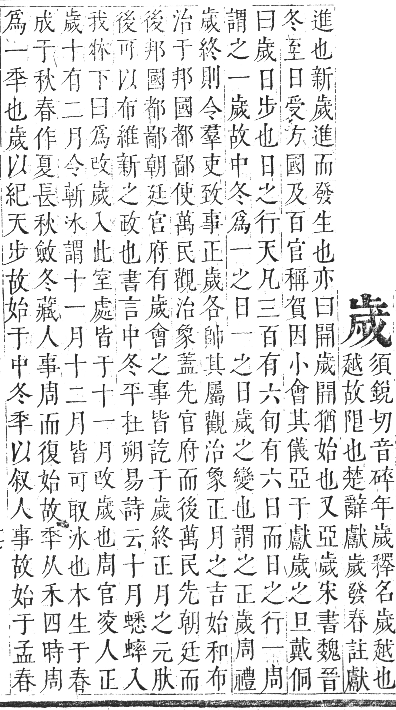 歲
須銳切音碎年歲釋名歲越也
越故限也楚辭獻歲發春註獻
進也新歲進而發生也亦曰開歲開猶始也又亞歲宋書魏晉
冬至日受方國及百官稱賀因小會其儀亞于獻歲之旦戴侗
曰歲日步也日之行天凡三百有六旬有六日而日之行一周
謂之一歲故中冬爲一之日一之日歲之變也謂之正歲周禮
歲終則令羣吏致事正歲各帥其屬觀治象正月之吉始和布
治于邦國都鄙使萬民觀治象蓋先官府而後萬民先朝廷而
後邦國都鄙朝廷官府有歲會之事皆訖于歲終正月之元肰
後可以布維新之政也書言中冬平在朔易詩云十月蟋蟀入
我牀下曰爲改歲入此室處皆于十一月改歲也周官凌人正
歲十有二月令斬冰謂十一月十二月皆可取冰也木生于春
成于秋春作夏長秋斂冬藏人事周而復始故秊从禾四時周
爲一秊也歲以紀天步故始于中冬秊以叙人事故始于孟春